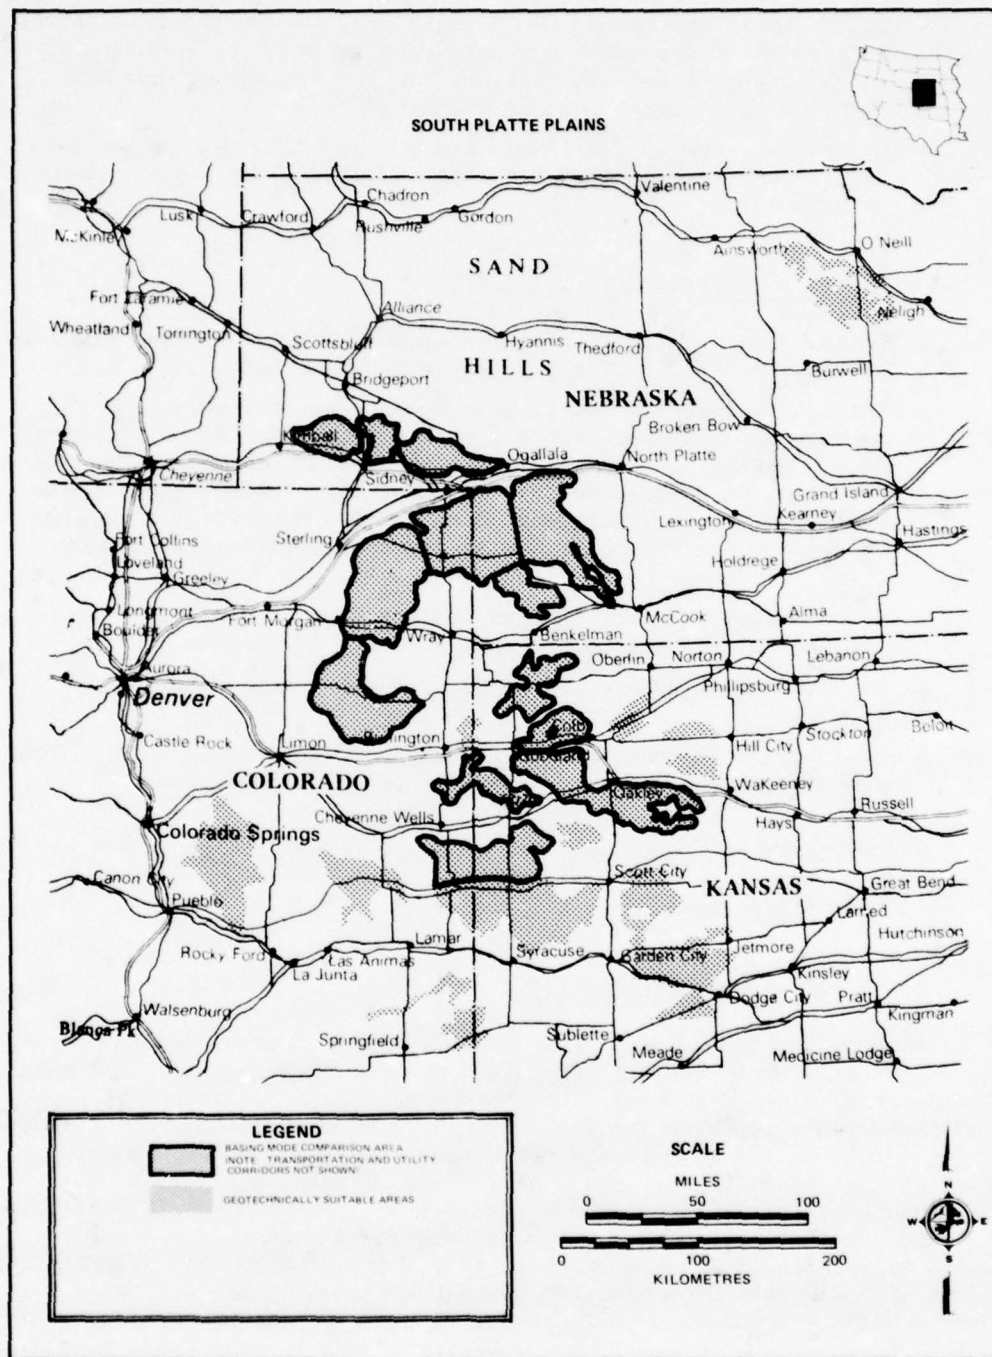 SOUTH PLATTE PLAINS
Valentine
Chadron
Lusk
Crawford
Rushville
Gordon
McKinley
Ainsworth
O Neill
SAND
Fort Laramie
Alliance
Neligh
Wheatland
Torrington
Scottsbluff
Hyannis
Thedford
HILLS
Burwell
Bridgeport
NEBRASKA
Broken Bow
Kimball
Ogallala
North Platte
Cheyenne
Sidney
Grand Island
Lexington
Kearney
Sterling
Hastings
Fort Collins
Loveland
Holdrege
Greeley
Longmont
Fort Morgan
McCook
Alma
Boulder
Wray
Benkelman
Aurora
Oberlin
Norton
Lebanon
Denver
Phillipsburg
Castle Rock
Limon
Burlington
Colby
Hill City
Stockton
Beloit
Goodland
COLORADO
Oakley
WaKeeney
Russell
Cheyenne Wells
Hays
Colorado Springs
Scott City
Canon City
KANSAS
Great Bend
Pueblo
Larned
Hutchinson
Rocky Ford
Lamar
Las Animas
La Junta
Syracuse
Garden City
Jetmore
Kinsley
Walsenburg
Dodge City
Pratt
Kingman
Blanca Pk
Springfield
Sublette
Meade
Medicine Lodge
LEGEND
BASING MODE COMPARISON AREA
(NOTE TRANSPORTATION AND UTILITY
CORRIDORS NOT SHOWN)
GEOTECHNICALLY SUITABLE AREAS
SCALE
MILES
0 50 100
0 100 200
KILOMETRES
N
W E
S